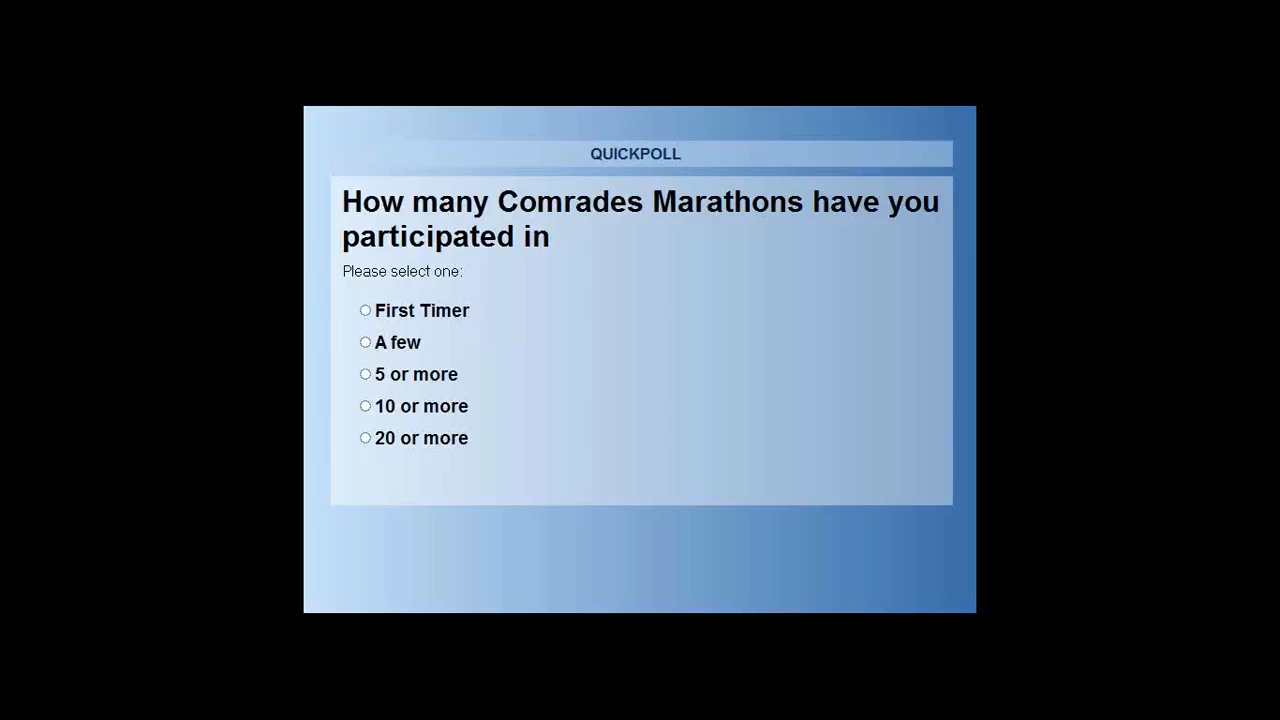 QUICKPOLL
How many Comrades Marathons have you
participated in
Please select one:
First Timer
A few
5 or more
10 or more
20 or more